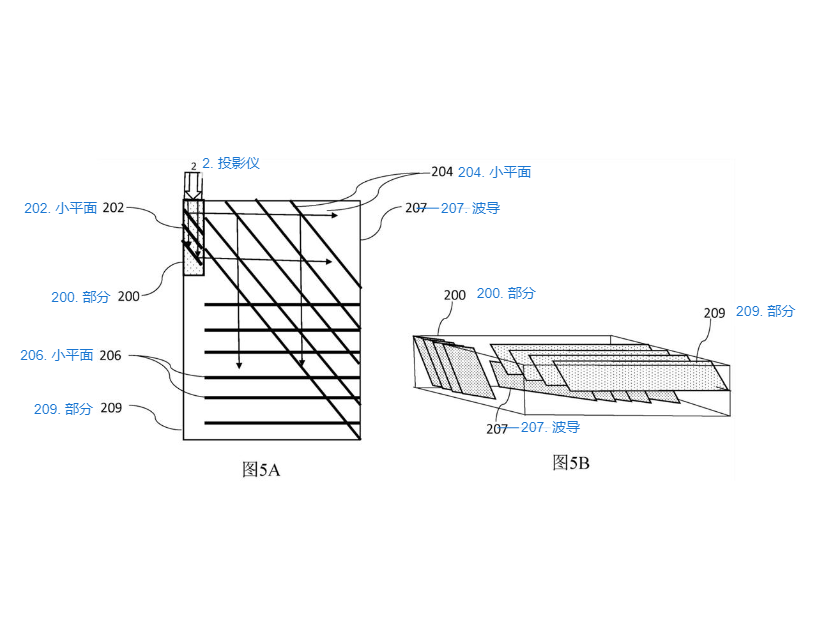 2 2. 投影仪
204 204. 小平面
202. 小平面 202
207 207. 波导
200. 部分 200
206. 小平面 206
209. 部分 209
图5A
200 200. 部分
209 209. 部分
207 207. 波导
图5B